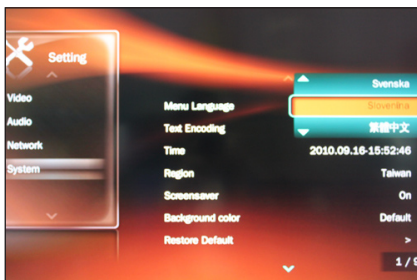 Setting
Video
Audio
Network
System
Svenska
Menu Language Slovenina
Text Encoding 繁體中文
Time 2010.09.16-15:52:46
Region Taiwan
Screensaver On
Background color Default
Restore Default >
1 / 9